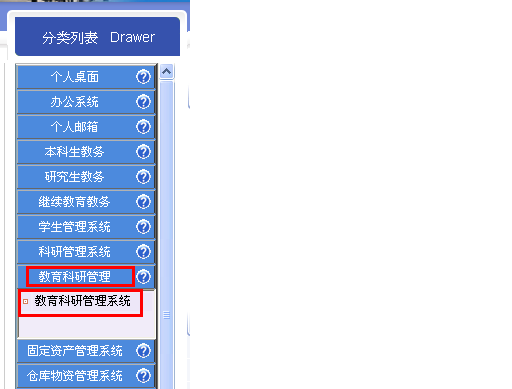 分类列表 Drawer
个人桌面
办公系统
个人邮箱
本科生教务
研究生教务
继续教育教务
学生管理系统
科研管理系统
教育科研管理
教育科研管理系统
固定资产管理系统
仓库物资管理系统